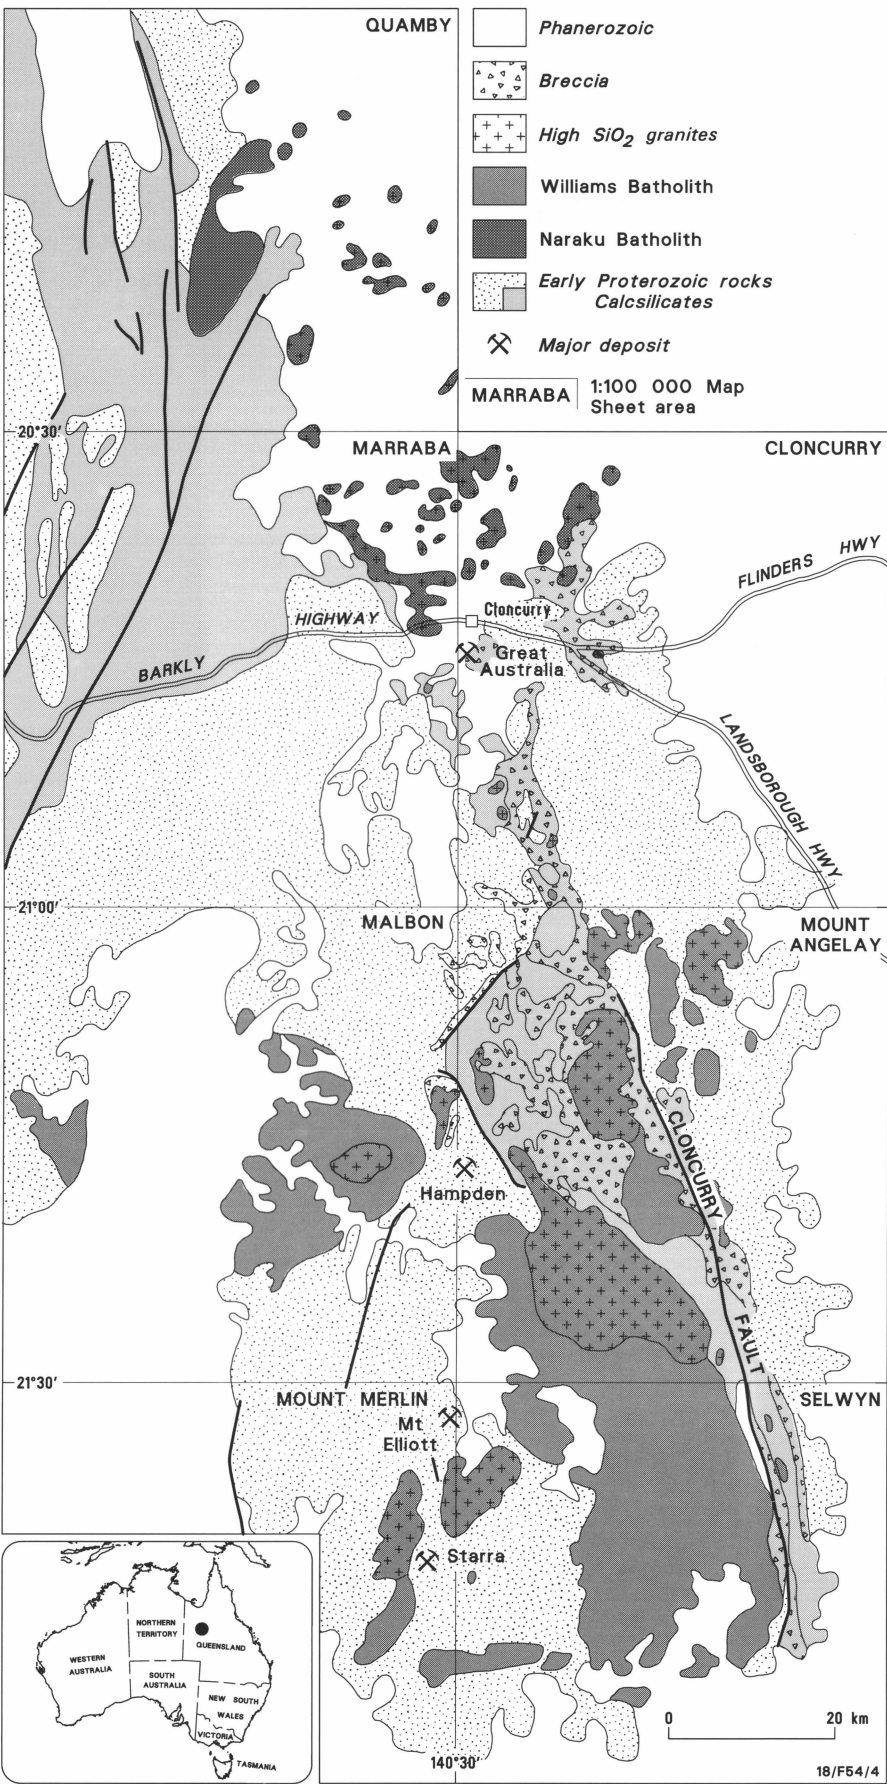 QUAMBY
Phanerozoic
Breccia
High SiO2 granites
Williams Batholith
Naraku Batholith
Early Proterozoic rocks
Calcsilicates
Major deposit
MARRABA
1:100 000 Map
Sheet area
20°30'
MARRABA
CLONCURRY
FLINDERS HWY
Cloncurry
BARKLY HIGHWAY
Great
Australia
LANDSBOROUGH HWY
21°00'
MALBON
MOUNT
ANGELAY
CLONCURRY FAULT
Hampden
21°30'
MOUNT MERLIN
SELWYN
Mt
Elliott
Starra
NORTHERN
TERRITORY
QUEENSLAND
WESTERN
AUSTRALIA
SOUTH
AUSTRALIA
NEW SOUTH
WALES
VICTORIA
TASMANIA
0 20 km
140°30'
18/F54/4